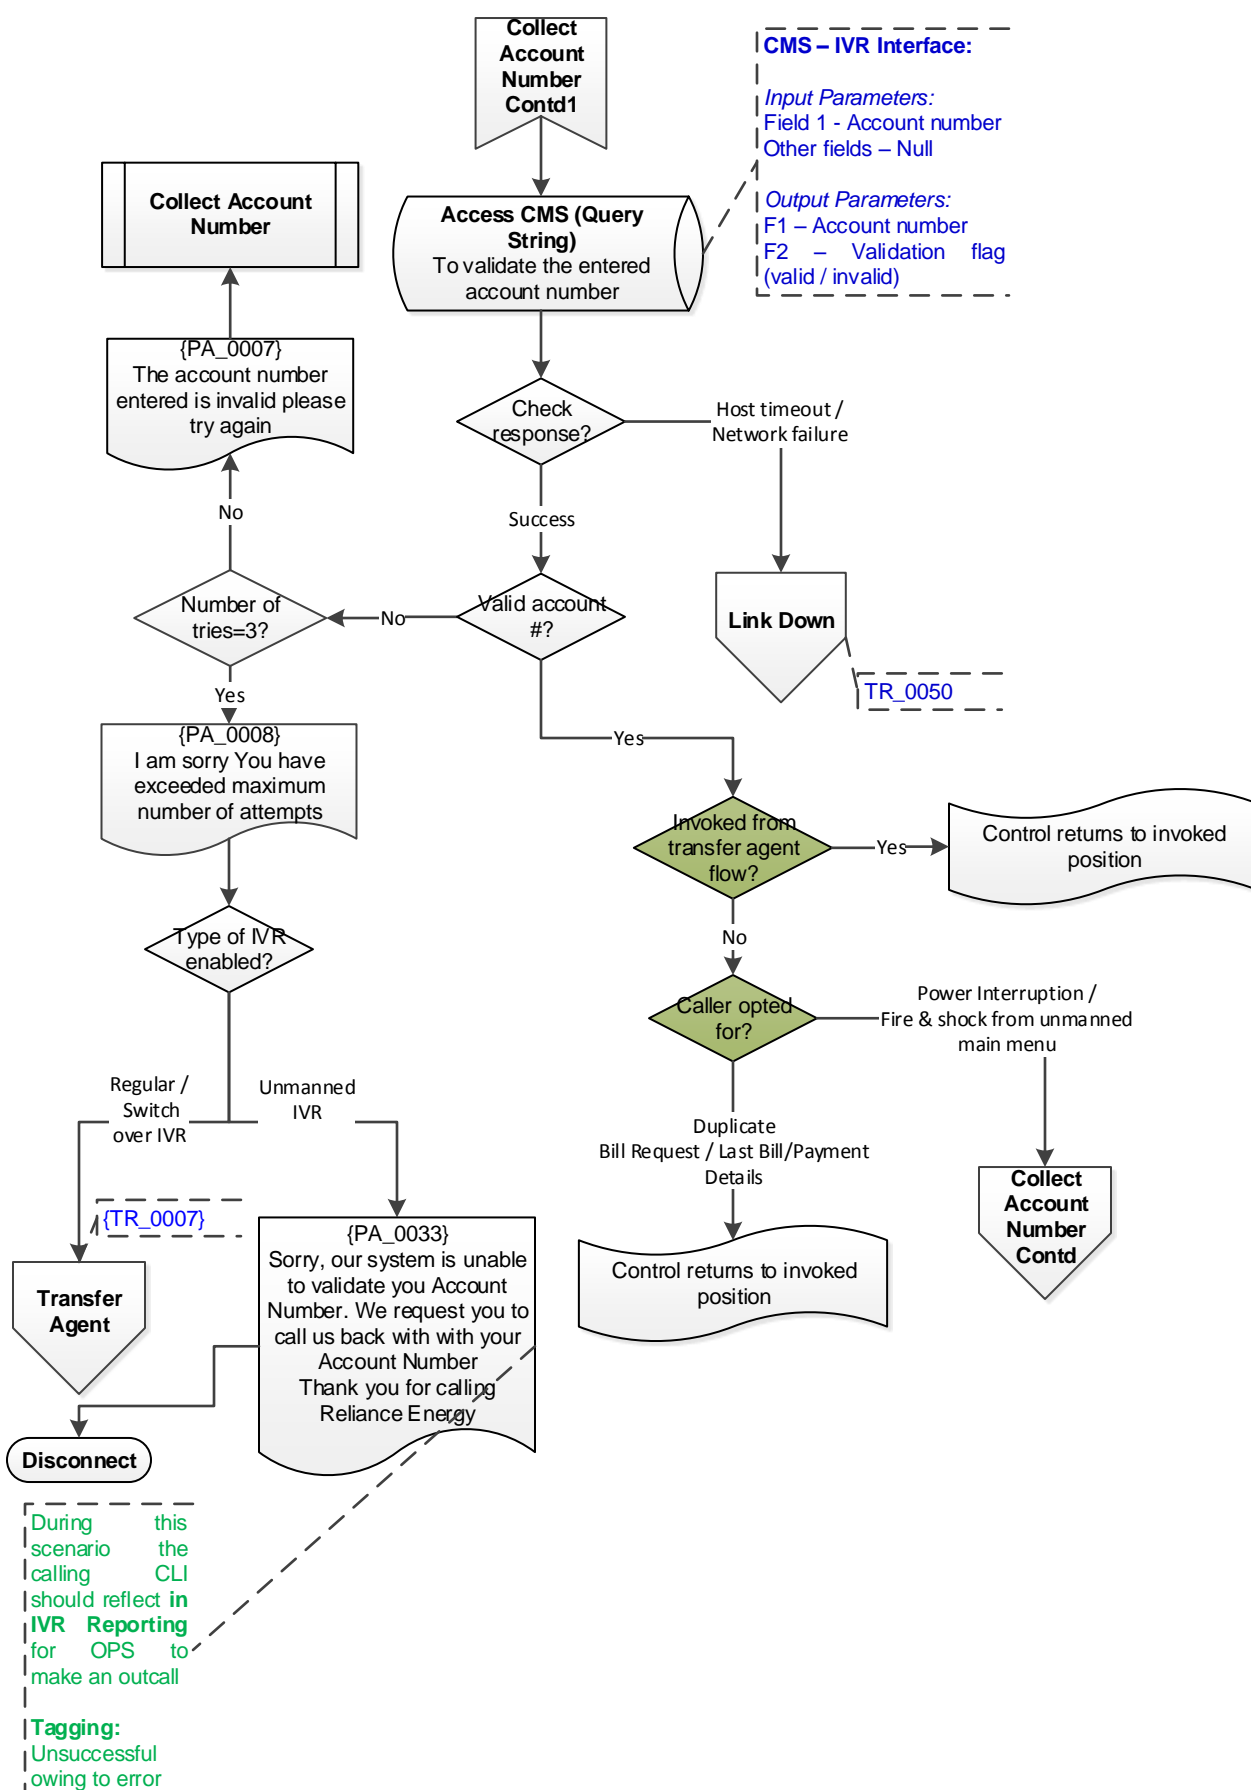 Collect
Account
Number
Contd1
CMS – IVR Interface:
Input Parameters:
Field 1 - Account number
Other fields – Null
Output Parameters:
F1 – Account number
F2 – Validation flag
(valid / invalid)
Collect Account
Number
Access CMS (Query
String)
To validate the entered
account number
{PA_0007}
The account number
entered is invalid please
try again
Check
response?
Host timeout /
Network failure
No
Success
Number of
tries=3?
No
Valid account
#?
Link Down
TR_0050
Yes
{PA_0008}
I am sorry You have
exceeded maximum
number of attempts
Yes
Invoked from
transfer agent
flow?
Yes
Control returns to invoked
position
No
Type of IVR
enabled?
Caller opted
for?
Power Interruption /
Fire & shock from unmanned
main menu
Regular /
Switch
over IVR
Unmanned
IVR
Duplicate
Bill Request / Last Bill/Payment
Details
Collect
Account
Number
Contd
{TR_0007}
Transfer
Agent
{PA_0033}
Sorry, our system is unable
to validate you Account
Number. We request you to
call us back with with your
Account Number
Thank you for calling
Reliance Energy
Control returns to invoked
position
Disconnect
During this
scenario the
calling CLI
should reflect in
IVR Reporting
for OPS to
make an outcall
Tagging:
Unsuccessful
owing to error